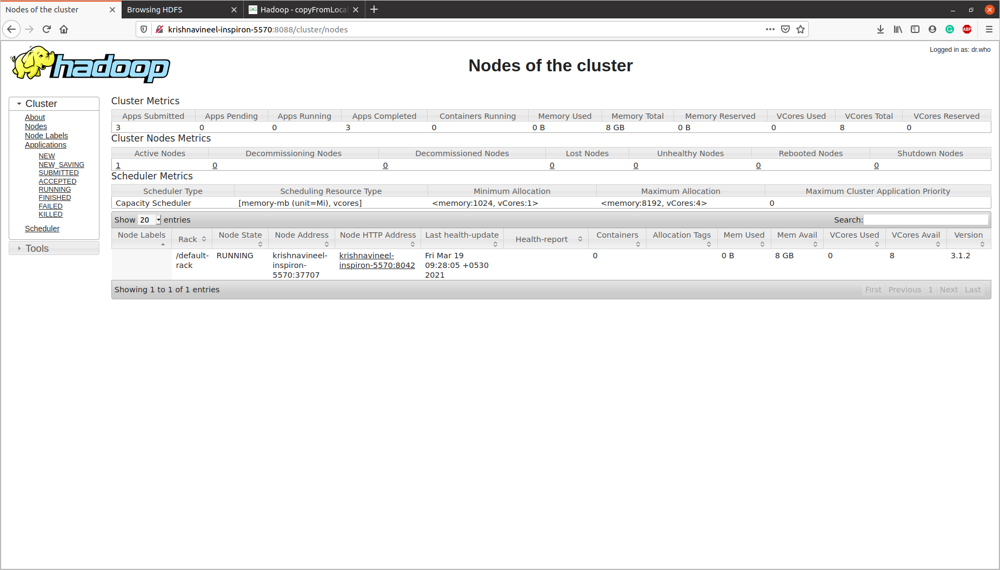 Nodes of the cluster
Browsing HDFS
Hadoop - copyFromLoca
krishnavineel-inspiron-5570:8088/cluster/nodes
ABP
hadoop
Nodes of the cluster
Logged in as: dr.who
Cluster
About
Nodes
Node Labels
Applications
NEW
NEW_SAVING
SUBMITTED
ACCEPTED
RUNNING
FINISHED
FAILED
KILLED
Scheduler
Tools
Cluster Metrics
Apps Submitted Apps Pending Apps Running Apps Completed Containers Running Memory Used Memory Total Memory Reserved VCores Used VCores Total VCores Reserved
3 0 0 3 0 0 B 8 GB 0 B 0 8 0
Cluster Nodes Metrics
Active Nodes Decommissioning Nodes Decommissioned Nodes Lost Nodes Unhealthy Nodes Rebooted Nodes Shutdown Nodes
1 0 0 0 0 0 0
Scheduler Metrics
Scheduler Type Scheduling Resource Type Minimum Allocation Maximum Allocation Maximum Cluster Application Priority
Capacity Scheduler [memory-mb (unit=Mi), vcores] <memory:1024, vCores:1> <memory:8192, vCores:4> 0
Show 20 entries Search:
Node Labels Rack Node State Node Address Node HTTP Address Last health-update Health-report Containers Allocation Tags Mem Used Mem Avail VCores Used VCores Avail Version
/default- RUNNING krishnavineel- krishnavineel- Fri Mar 19 0 0 B 8 GB 0 8 3.1.2
rack inspiron- inspiron-5570:8042 09:28:05 +0530
5570:37707 2021
Showing 1 to 1 of 1 entries First Previous 1 Next Last